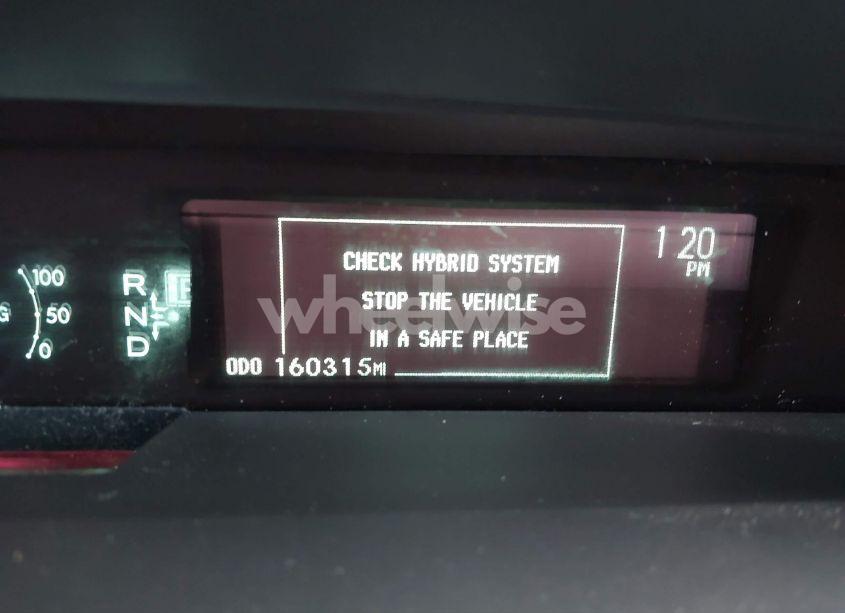 100
50
0
G
R
N
D
CHECK HYBRID SYSTEM
STOP THE VEHICLE
IN A SAFE PLACE
1 20
PM
ODO 160315MI
wheelwise